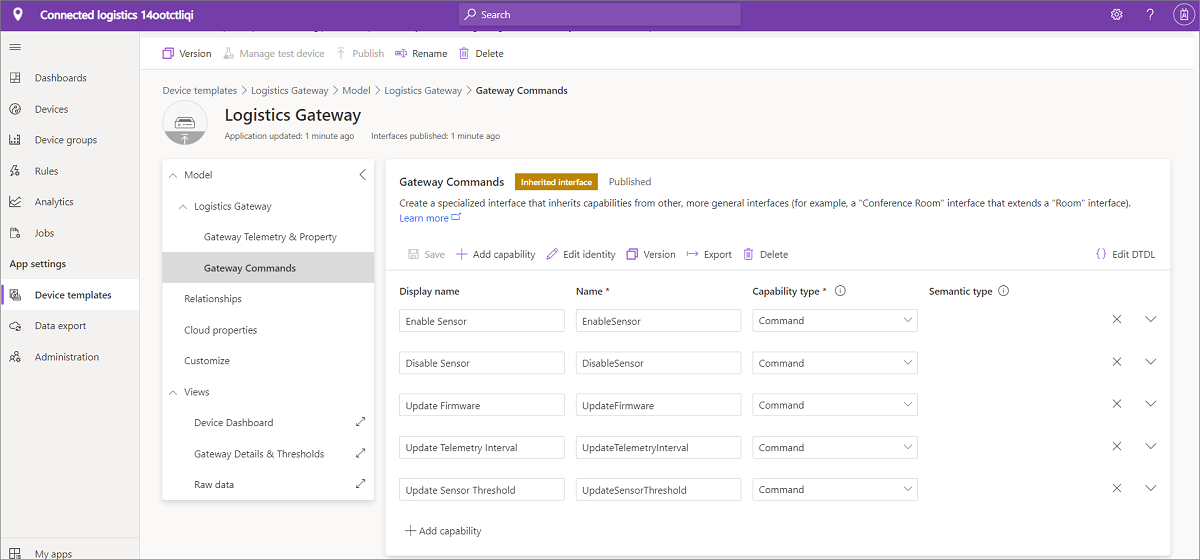 Connected logistics 14ootctliqi
Search
?
Version
Manage test device
Publish
Rename
Delete
Dashboards
Devices
Device groups
Rules
Analytics
Jobs
App settings
Device templates
Data export
Administration
My apps
Device templates > Logistics Gateway > Model > Logistics Gateway > Gateway Commands
Logistics Gateway
Application updated: 1 minute ago Interfaces published: 1 minute ago
Model
Logistics Gateway
Gateway Telemetry & Property
Gateway Commands
Relationships
Cloud properties
Customize
Views
Device Dashboard
Gateway Details & Thresholds
Raw data
Gateway Commands Inherited interface Published
Create a specialized interface that inherits capabilities from other, more general interfaces (for example, a "Conference Room" interface that extends a "Room" interface).
Learn more
Save + Add capability Edit identity Version Export Delete {} Edit DTDL
Display name Name * Capability type * Semantic type
Enable Sensor EnableSensor Command
Disable Sensor DisableSensor Command
Update Firmware UpdateFirmware Command
Update Telemetry Interval UpdateTelemetryInterval Command
Update Sensor Threshold UpdateSensorThreshold Command
+ Add capability